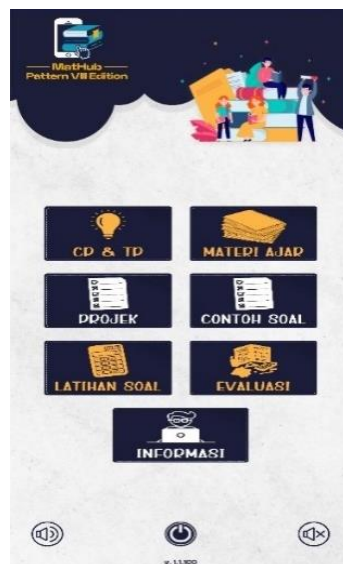 MatHub
Pattern VIII Edition
CP & TP
MATERI AJAR
PROJEK
CONTOH SOAL
LATIHAN SOAL
EVALUASI
INFORMASI